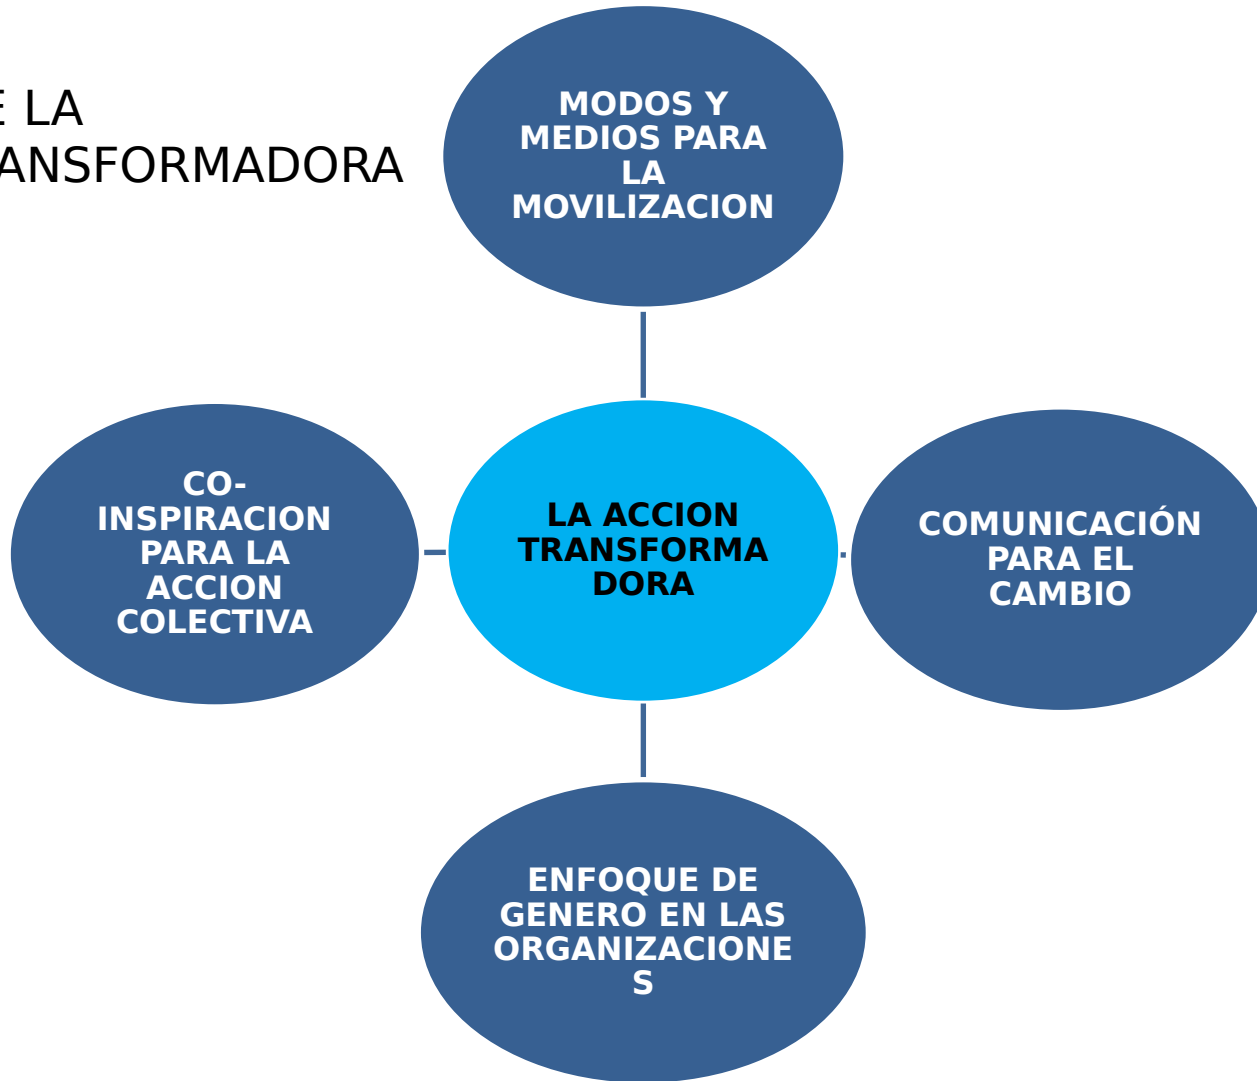 E LA
ANSFORMADORA
MODOS Y
MEDIOS PARA
LA
MOVILIZACION
CO-
INSPIRACION
PARA LA
ACCION
COLECTIVA
LA ACCION
TRANSFORMA
DORA
COMUNICACIÓN
PARA EL
CAMBIO
ENFOQUE DE
GENERO EN LAS
ORGANIZACIONE
S